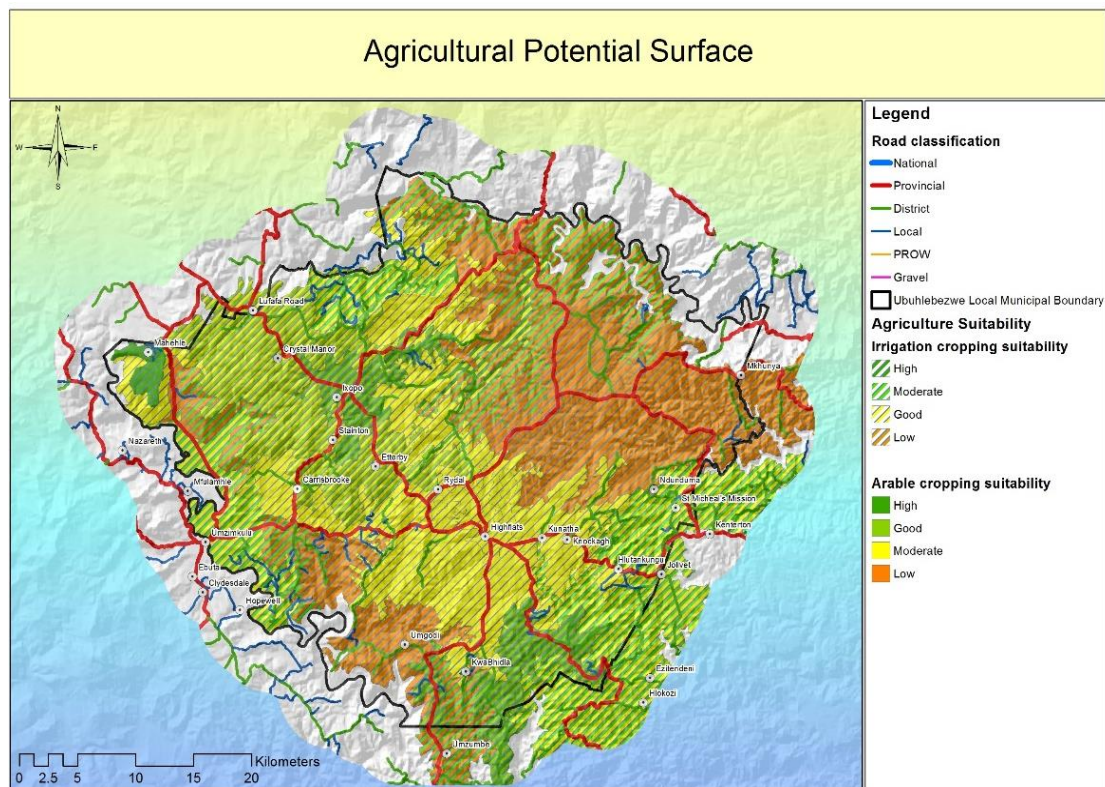 Agricultural Potential Surface
N
W
E
S
Lufafa Road
Mahehle
Crystal Manor
Mkhunya
Ixopo
Stainton
Nazareth
Etterby
Mfulamhle
Carrisbrooke
Rydal
Ndunduma
St Micheal's Mission
Umzimkulu
Highflats
Kunatha
Knockagh
Kenterton
Hlutankungu
Jolivet
Ebuta
Clydesdale
Hopewell
Umgodi
KwaBhidla
Ezitendeni
Hlokozi
Umzumbe
Kilometers
0 2.5 5 10 15 20
Legend
Road classification
National
Provincial
District
Local
PROW
Gravel
Ubuhlebezwe Local Municipal Boundary
Agriculture Suitability
Irrigation cropping suitability
High
Moderate
Good
Low
Arable cropping suitability
High
Good
Moderate
Low